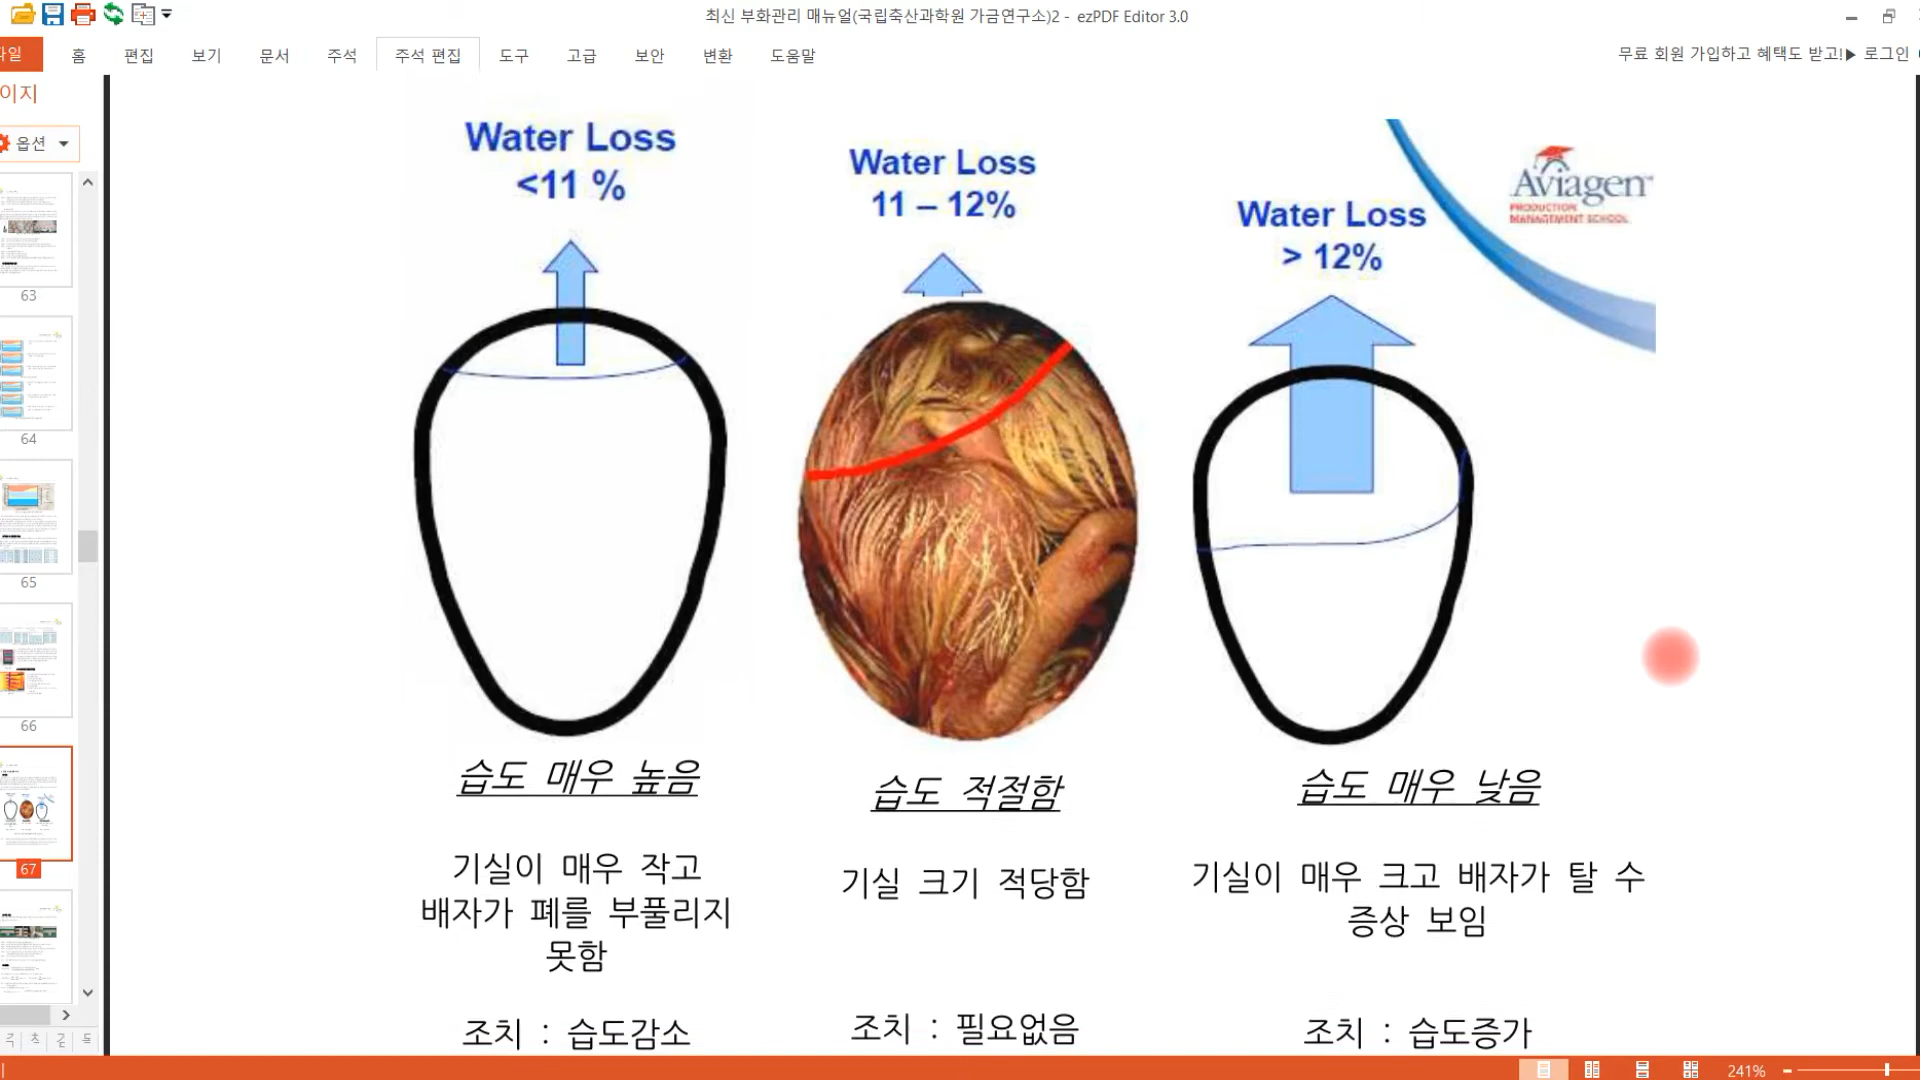 최신 부화관리 매뉴얼(국립축산과학원 가금연구소)2 - ezPDF Editor 3.0
파일 홈 편집 보기 문서 주석 주석 편집 도구 고급 보안 변환 도움말
무료 회원 가입하고 혜택도 받고!▶ 로그인
이지
옵션
63
64
65
66
67
Water Loss
<11 %
Water Loss
11 – 12%
Water Loss
> 12%
Aviagen™
PRODUCTION
MANAGEMENT SCHOOL
습도 매우 높음
기실이 매우 작고
배자가 폐를 부풀리지
못함
조치 : 습도감소
습도 적절함
기실 크기 적당함
조치 : 필요없음
습도 매우 낮음
기실이 매우 크고 배자가 탈 수
증상 보임
조치 : 습도증가
241%